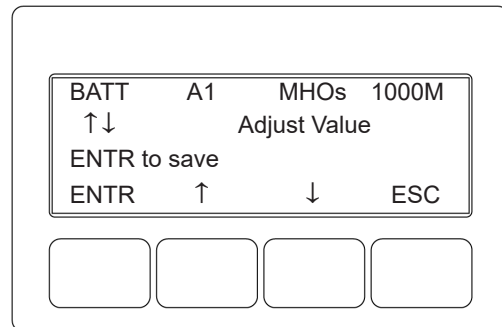 BATT A1 MHOs 1000M
↑↓ Adjust Value
ENTR to save
ENTR ↑ ↓ ESC